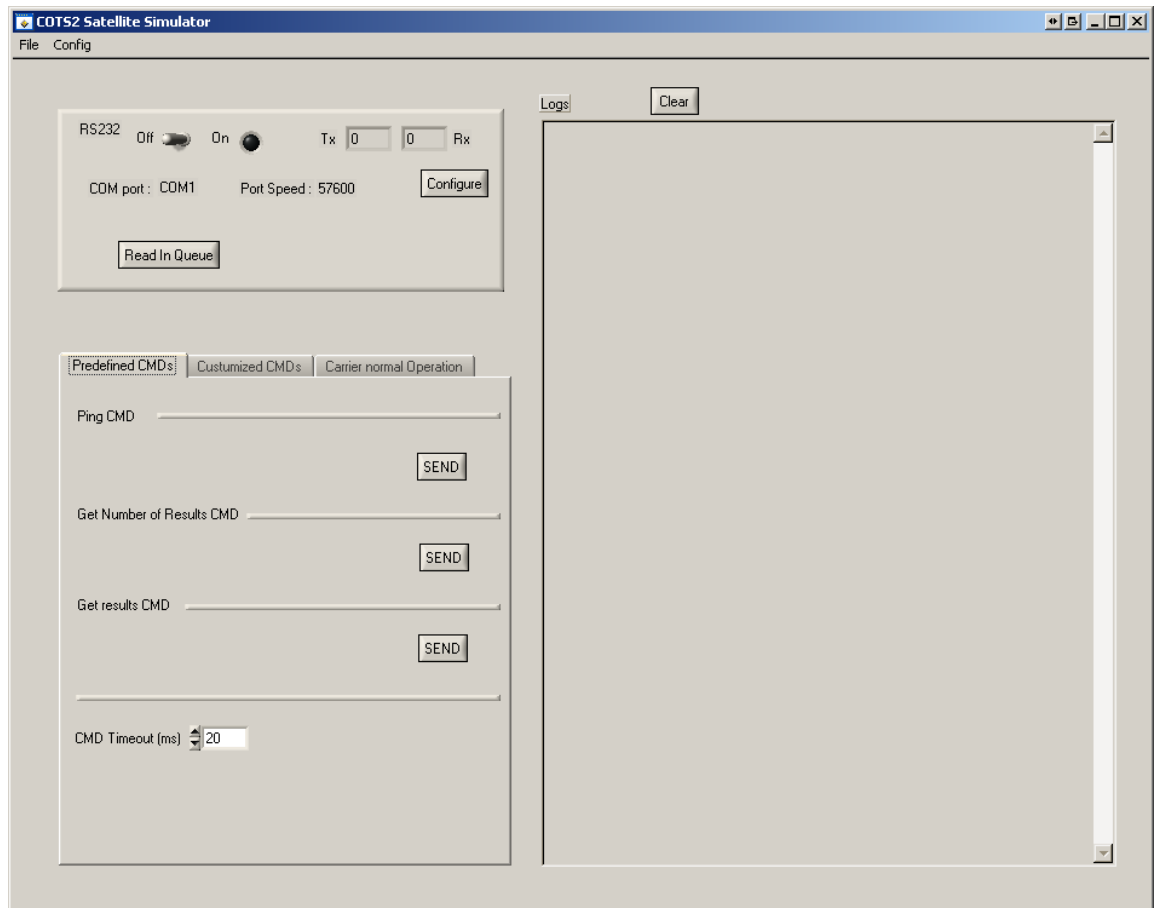 COTS2 Satellite Simulator
File Config
Logs Clear
RS232 Off On Tx 0 0 Rx
COM port : COM1 Port Speed : 57600 Configure
Read In Queue
Predefined CMDs Custumized CMDs Carrier normal Operation
Ping CMD
SEND
Get Number of Results CMD
SEND
Get results CMD
SEND
CMD Timeout (ms) 20